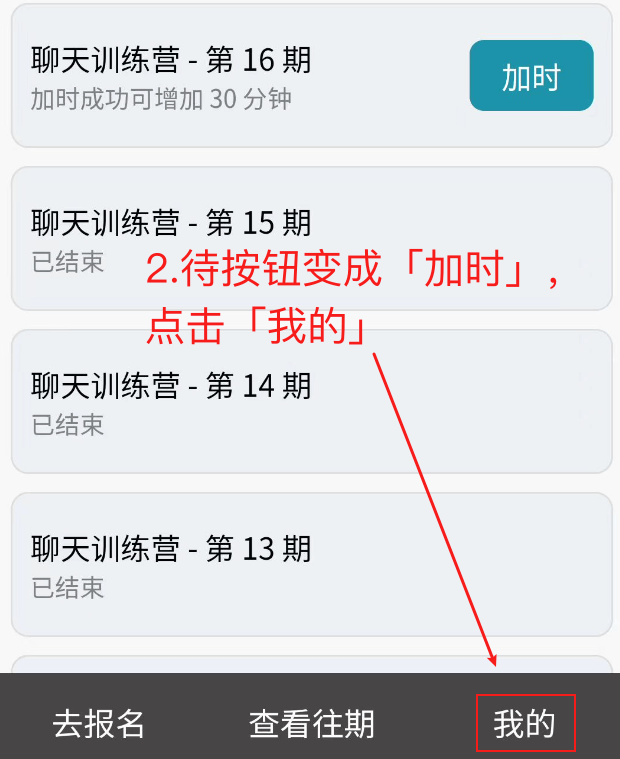 聊天训练营 - 第 16 期
加时成功可增加 30 分钟
加时
聊天训练营 - 第 15 期
已结束
2.待按钮变成「加时」,
点击「我的」
聊天训练营 - 第 14 期
已结束
聊天训练营 - 第 13 期
已结束
去报名
查看往期
我的